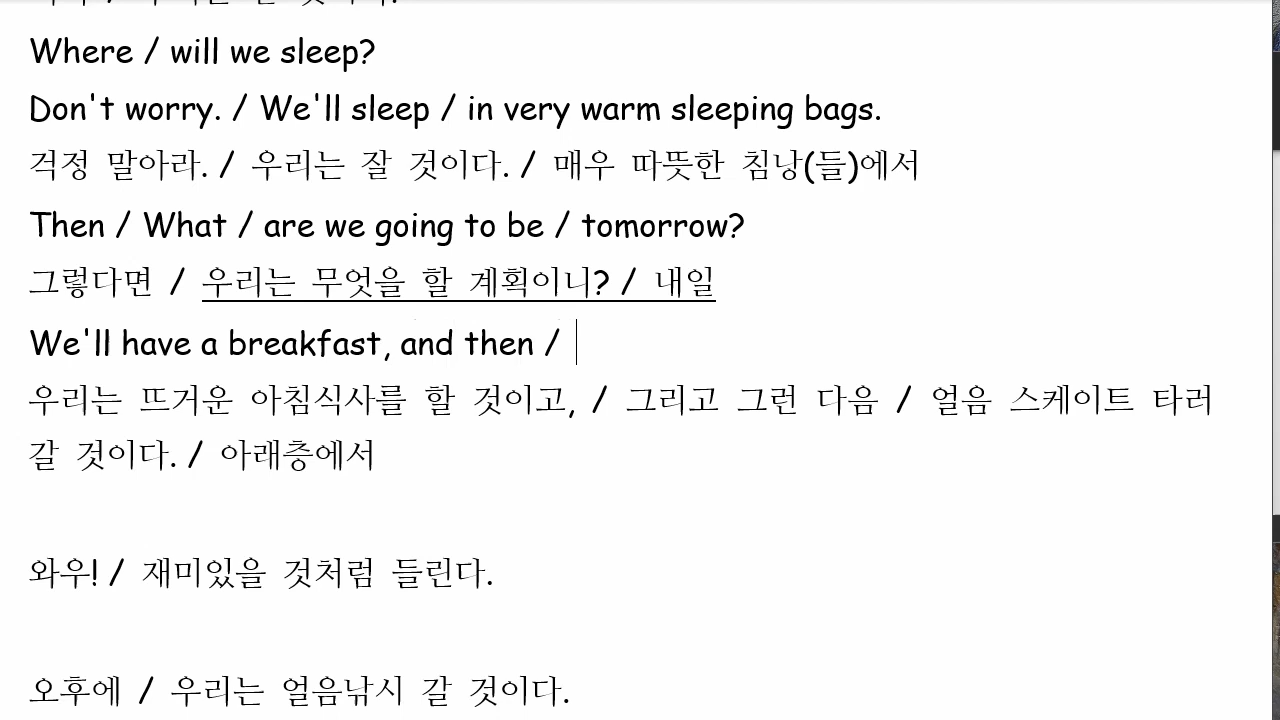 Where / will we sleep?
Don't worry. / We'll sleep / in very warm sleeping bags.
걱정 말아라. / 우리는 잘 것이다. / 매우 따뜻한 침낭(들)에서
Then / What / are we going to be / tomorrow?
그렇다면 / 우리는 무엇을 할 계획이니? / 내일
We'll have a breakfast, and then /
우리는 뜨거운 아침식사를 할 것이고, / 그리고 그런 다음 / 얼음 스케이트 타러
갈 것이다. / 아래층에서
와우! / 재미있을 것처럼 들린다.
오후에 / 우리는 얼음낚시 갈 것이다.